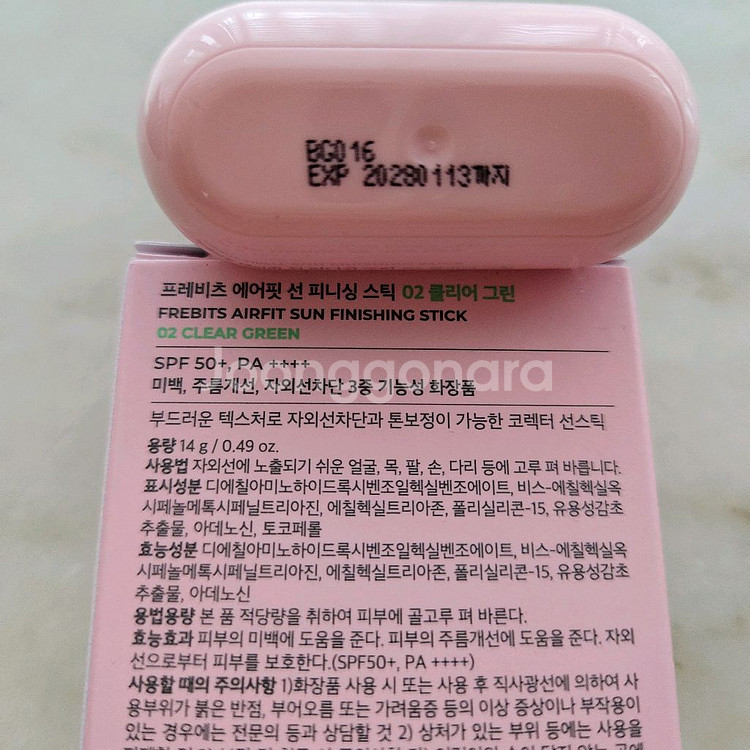 BG016
EXP 20280113까지
프레비츠 에어핏 선 피니싱 스틱 02 클리어 그린
FREBITS AIRFIT SUN FINISHING STICK
02 CLEAR GREEN
SPF 50+, PA ++++
joonggonara
미백, 주름개선, 자외선차단 3중 기능성 화장품
부드러운 텍스처로 자외선차단과 톤보정이 가능한 코렉터 선스틱
용량 14 g / 0.49 oz.
사용법 자외선에 노출되기 쉬운 얼굴, 목, 팔, 손, 다리 등에 고루 펴 바릅니다.
표시성분 디에칠아미노하이드록시벤조일헥실벤조에이트, 비스-에칠헥실옥
시페놀메톡시페닐트리아진, 에칠헥실트리아존, 폴리실리콘-15, 유용성감초
추출물, 아데노신, 토코페롤
효능성분 디에칠아미노하이드록시벤조일헥실벤조에이트, 비스-에칠헥실옥
시페놀메톡시페닐트리아진, 에칠헥실트리아존, 폴리실리콘-15, 유용성감초
추출물, 아데노신
용법용량 본 품 적당량을 취하여 피부에 골고루 펴 바른다.
효능효과 피부의 미백에 도움을 준다. 피부의 주름개선에 도움을 준다. 자외
선으로부터 피부를 보호한다.(SPF50+, PA ++++)
사용할 때의 주의사항 1)화장품 사용 시 또는 사용 후 직사광선에 의하여 사
용부위가 붉은 반점, 부어오름 또는 가려움증 등의 이상 증상이나 부작용이
있는 경우에는 전문의 등과 상담할 것 2) 상처가 있는 부위 등에는 사용을